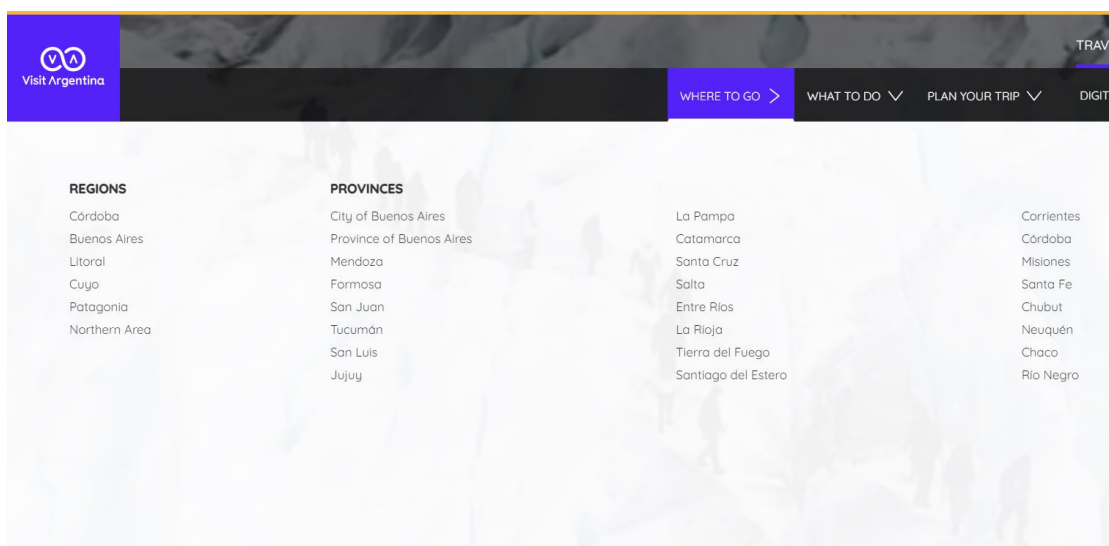 TRAV
Visit Argentina
WHERE TO GO
WHAT TO DO
PLAN YOUR TRIP
DIGIT
REGIONS
Córdoba
Buenos Aires
Litoral
Cuyo
Patagonia
Northern Area
PROVINCES
City of Buenos Aires
Province of Buenos Aires
Mendoza
Formosa
San Juan
Tucumán
San Luis
Jujuy
La Pampa
Catamarca
Santa Cruz
Salta
Entre Ríos
La Rioja
Tierra del Fuego
Santiago del Estero
Corrientes
Córdoba
Misiones
Santa Fe
Chubut
Neuquén
Chaco
Río Negro